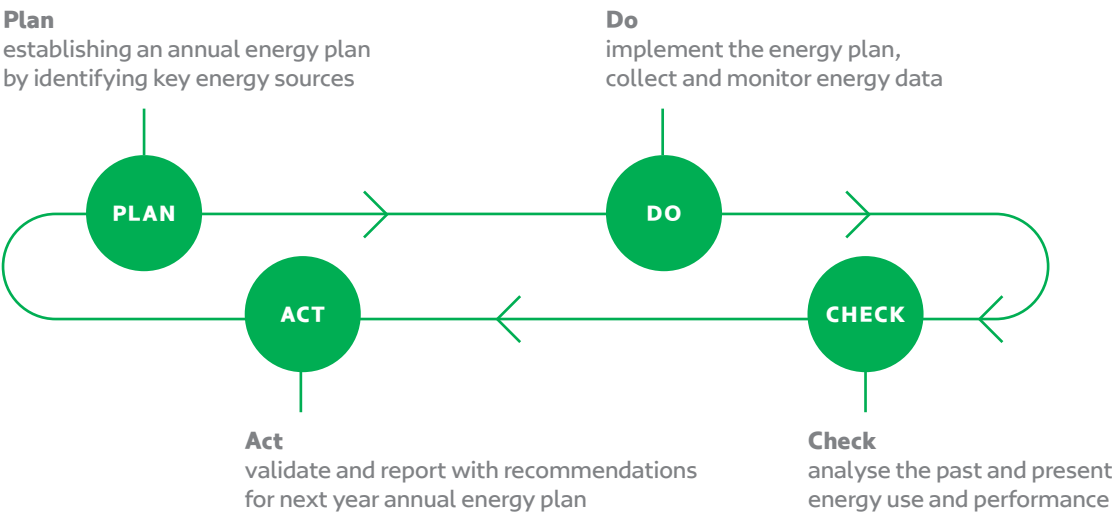 Plan
establishing an annual energy plan
by identifying key energy sources
Do
implement the energy plan,
collect and monitor energy data
PLAN
DO
ACT
CHECK
Act
validate and report with recommendations
for next year annual energy plan
Check
analyse the past and present
energy use and performance